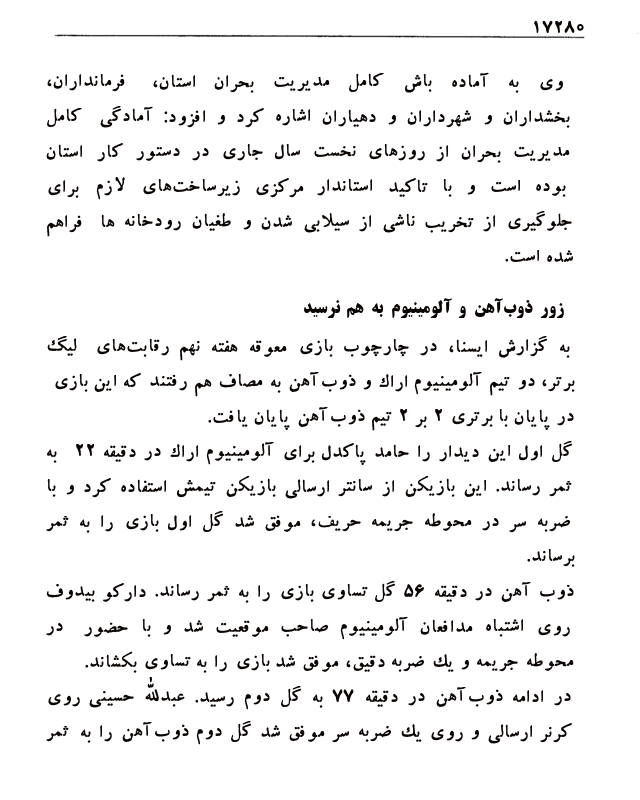 ۱۷۲۸۰
وی به آماده باش کامل مدیریت بحران استان، فرمانداران،
بخشداران و شهرداران و دهیاران اشاره کرد و افزود: آمادگی کامل
مدیریت بحران از روزهای نخست سال جاری در دستور کار استان
بوده است و با تاکید استاندار مرکزی زیرساخت‌های لازم برای
جلوگیری از تخریب ناشی از سیلابی شدن و طغیان رودخانه ها فراهم
شده است.
زور ذوب‌آهن و آلومینیوم به هم نرسید
به گزارش ایسنا، در چارچوب بازی معوقه هفته نهم رقابت‌های لیگ
برتر، دو تیم آلومینیوم اراك و ذوب آهن به مصاف هم رفتند که این بازی
در پایان با برتری ۲ بر ۲ تیم ذوب آهن پایان یافت.
گل اول این دیدار را حامد پاکدل برای آلومینیوم اراك در دقیقه ۲۲ به
ثمر رساند. این بازیکن از سانتر ارسالی بازیکن تیمش استفاده کرد و با
ضربه سر در محوطه جریمه حریف، موفق شد گل اول بازی را به ثمر
برساند.
ذوب آهن در دقیقه ۵۶ گل تساوی بازی را به ثمر رساند. دارکو بیدوف
روی اشتباه مدافعان آلومینیوم صاحب موقعیت شد و با حضور در
محوطه جریمه و یك ضربه دقیق، موفق شد بازی را به تساوی بکشاند.
در ادامه ذوب آهن در دقیقه ۷۷ به گل دوم رسید. عبدالله حسینی روی
کرنر ارسالی و روی یك ضربه سر موفق شد گل دوم ذوب آهن را به ثمر